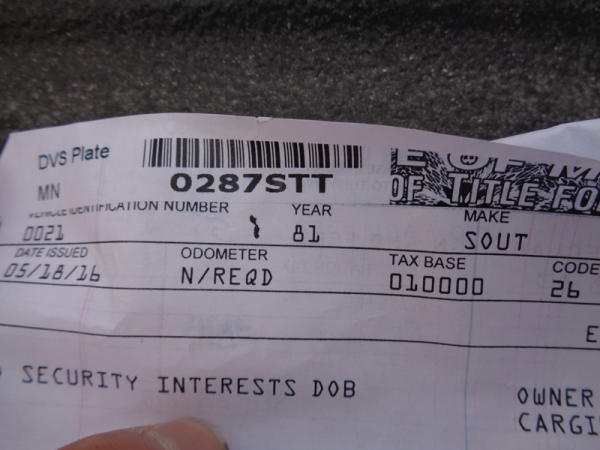 DVS Plate
MN
0287STT
E OF M
OF TITLE FO
VEHICLE IDENTIFICATION NUMBER YEAR MAKE
0021 81 SOUT
DATE ISSUED ODOMETER TAX BASE CODE
05/18/16 N/REQD 010000 26
E
SECURITY INTERESTS DOB
OWNER
CARGI